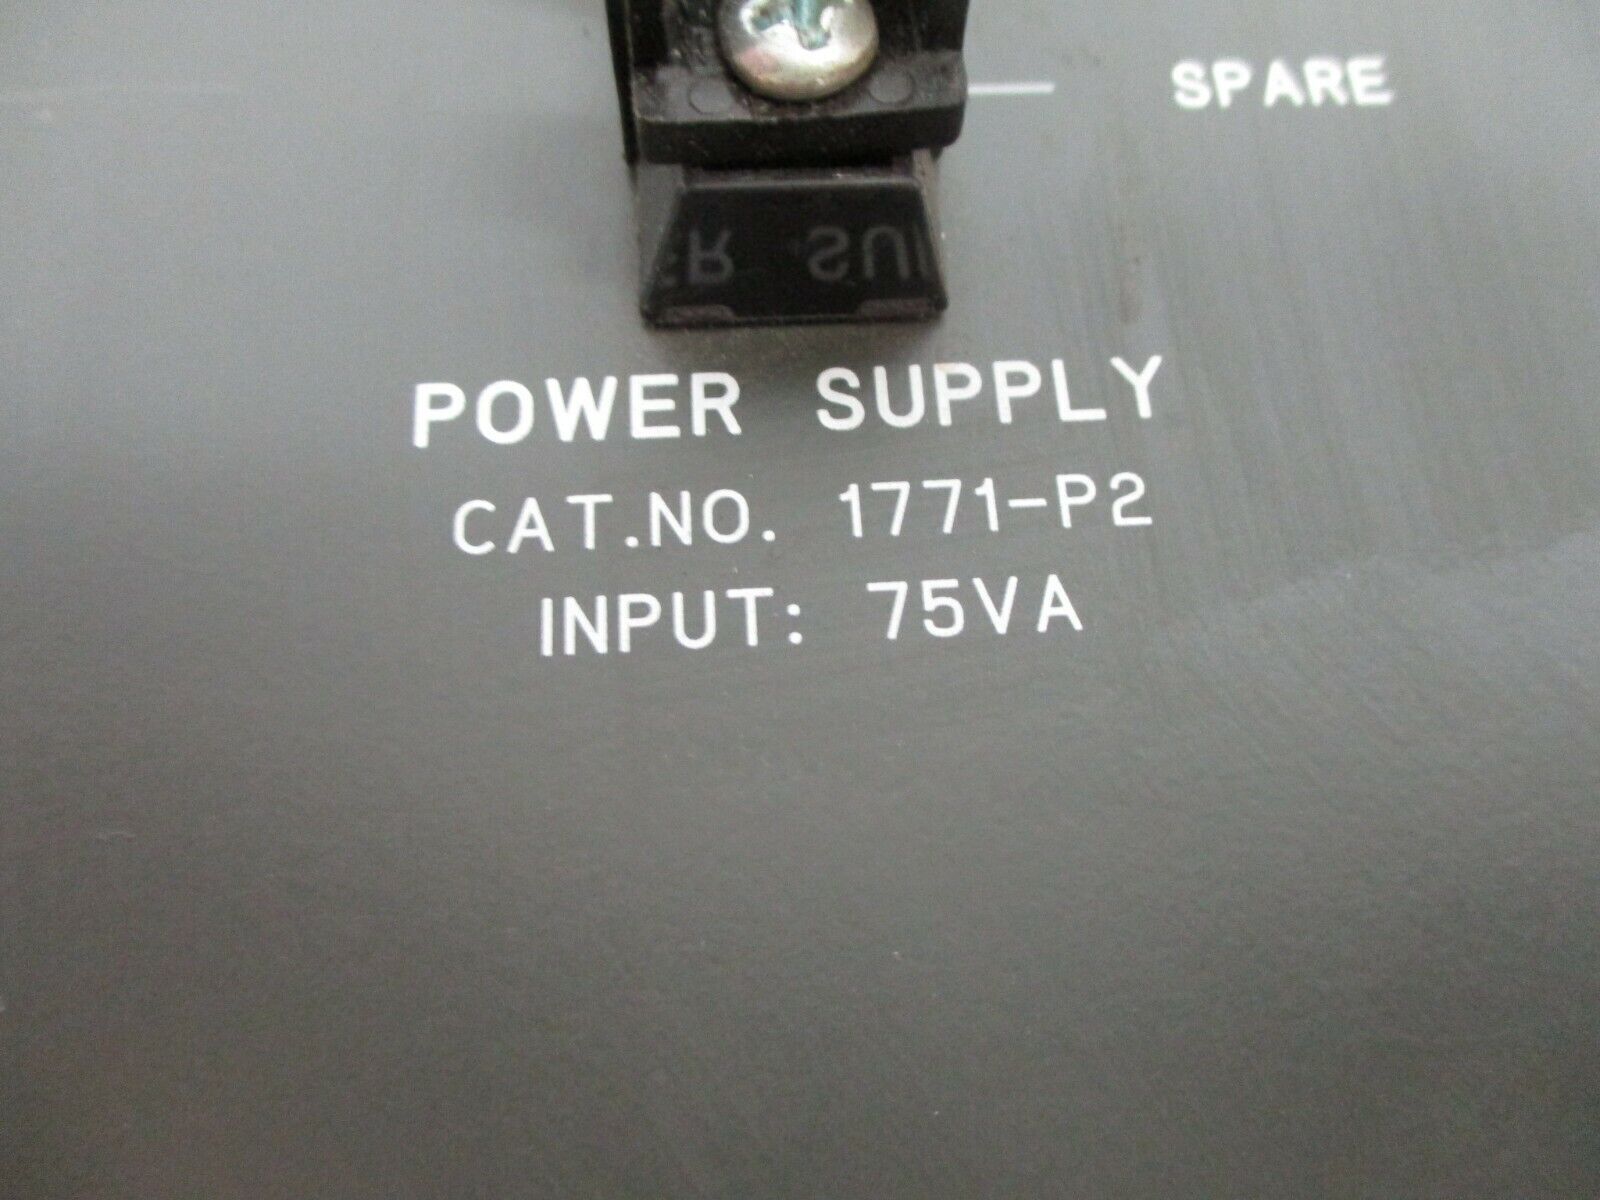 SPARE
POWER SUPPLY
CAT.NO. 1771-P2
INPUT: 75VA